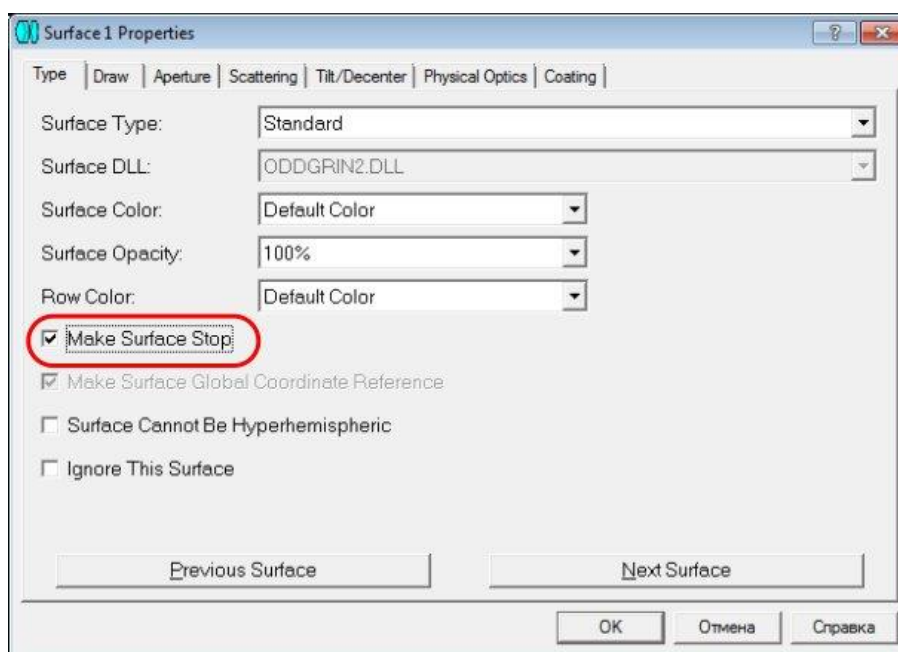 Surface 1 Properties
Type Draw Aperture Scattering Tilt/Decenter Physical Optics Coating
Surface Type: Standard
Surface DLL: ODDGRIN2.DLL
Surface Color: Default Color
Surface Opacity: 100%
Row Color: Default Color
Make Surface Stop
Make Surface Global Coordinate Reference
Surface Cannot Be Hyperhemispheric
Ignore This Surface
Previous Surface Next Surface
OK Отмена Справка